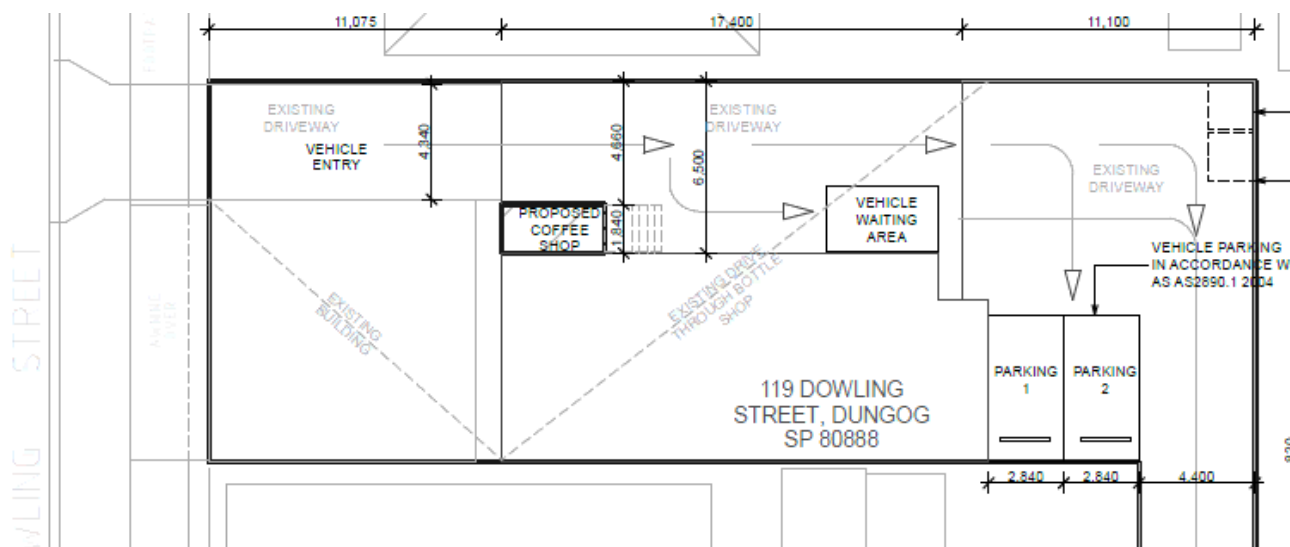 11,075
17,400
11,100
EXISTING
DRIVEWAY
VEHICLE
ENTRY
4,340
4,660
6,500
EXISTING
DRIVEWAY
EXISTING
DRIVEWAY
PROPOSED
COFFEE
SHOP
1,840
VEHICLE
WAITING
AREA
VEHICLE PARKING
IN ACCORDANCE W
AS AS2890.1 2004
EXISTING
BUILDING
EXISTING DRIVE
THROUGH BOTTLE
SHOP
AWNING
OVER
WLING STREET
PARKING
1
PARKING
2
119 DOWLING
STREET, DUNGOG
SP 80888
2,840
2,840
4,400